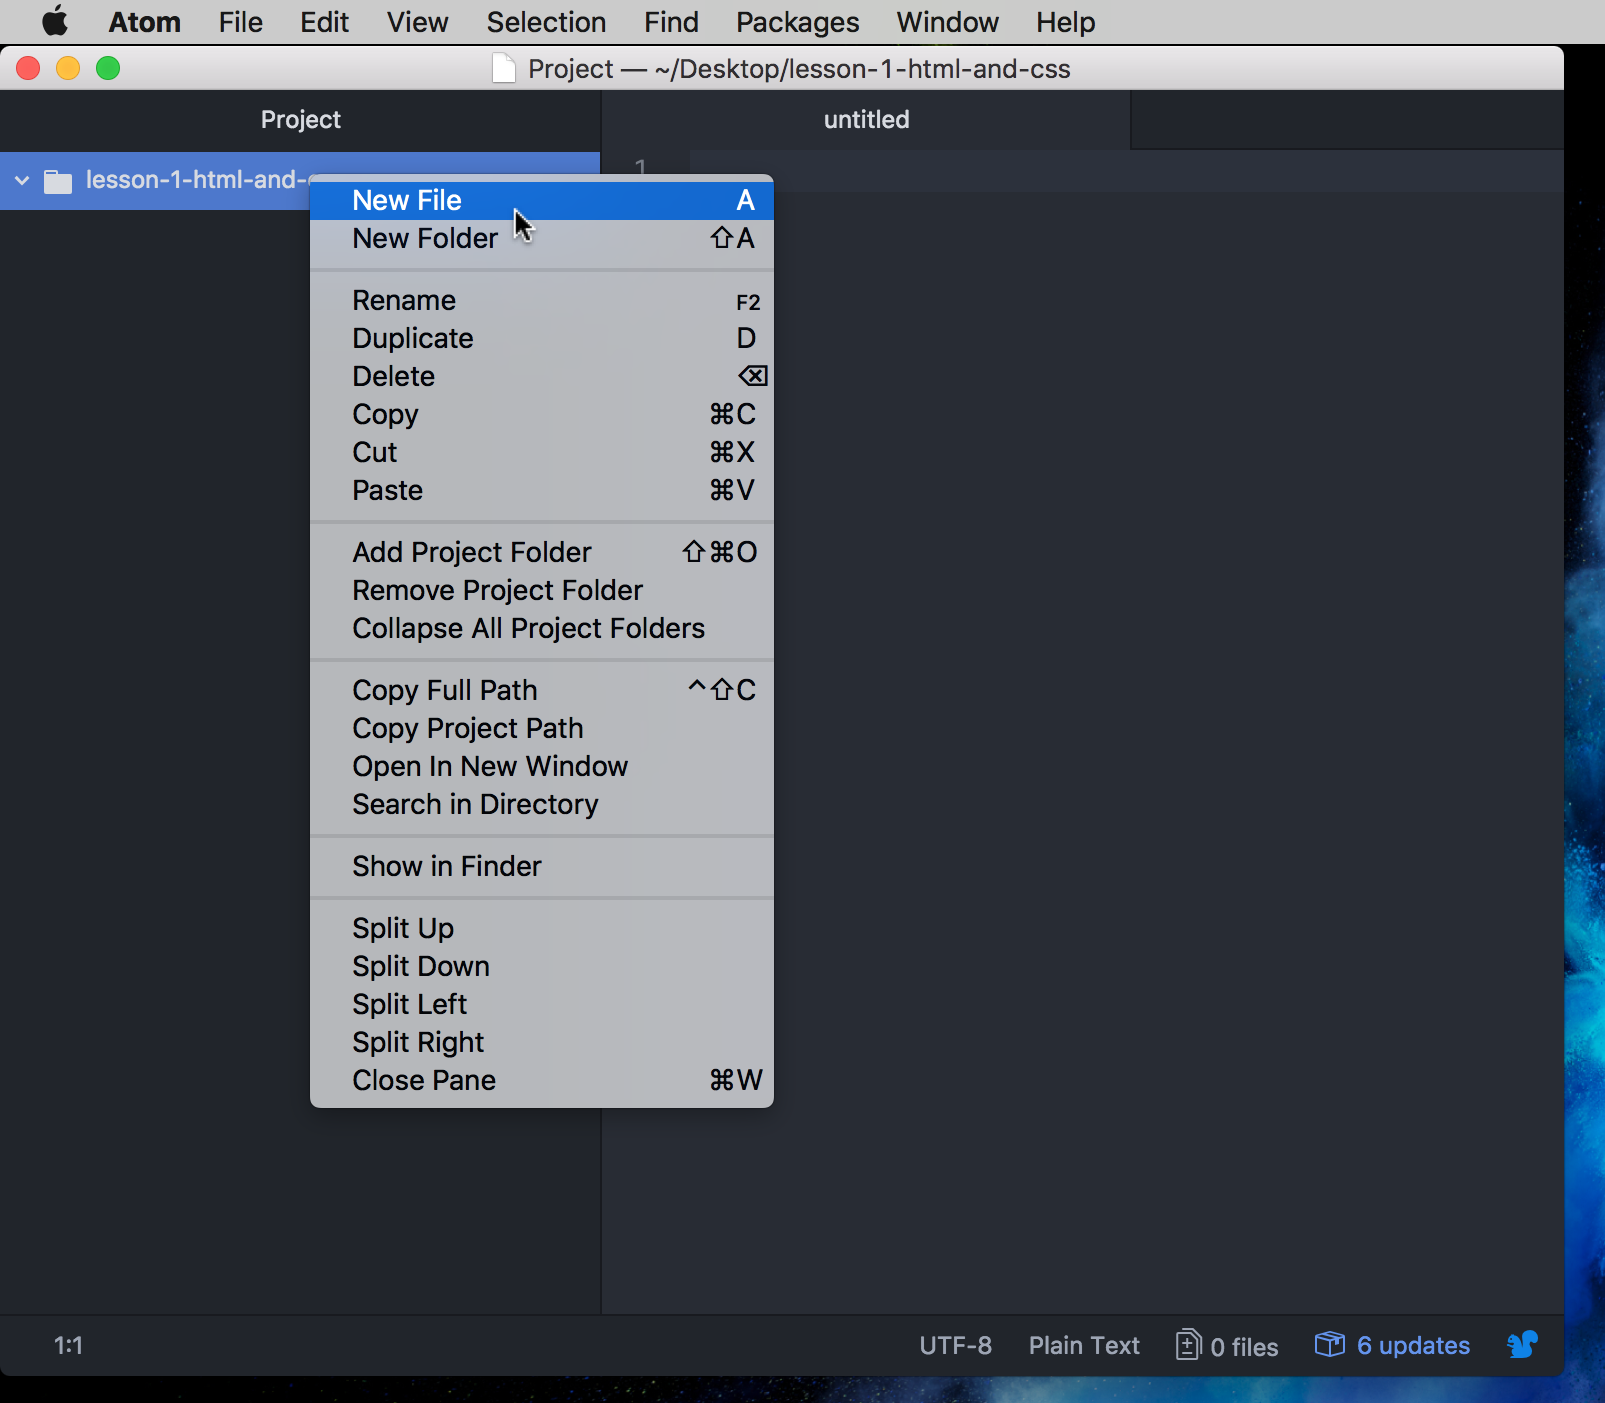 Atom File Edit View Selection Find Packages Window Help
Project — ~/Desktop/lesson-1-html-and-css
Project
untitled
lesson-1-html-and-
1
New File A
New Folder ⇧A
Rename F2
Duplicate D
Delete ⌫
Copy ⌘C
Cut ⌘X
Paste ⌘V
Add Project Folder ⇧⌘O
Remove Project Folder
Collapse All Project Folders
Copy Full Path ^⇧C
Copy Project Path
Open In New Window
Search in Directory
Show in Finder
Split Up
Split Down
Split Left
Split Right
Close Pane ⌘W
1:1 UTF-8 Plain Text 0 files 6 updates